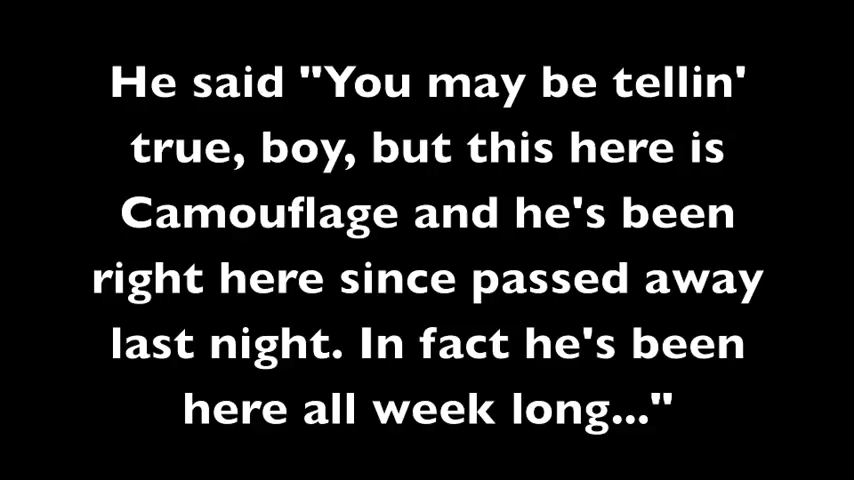 He said "You may be tellin'
true, boy, but this here is
Camouflage and he's been
right here since passed away
last night. In fact he's been
here all week long..."